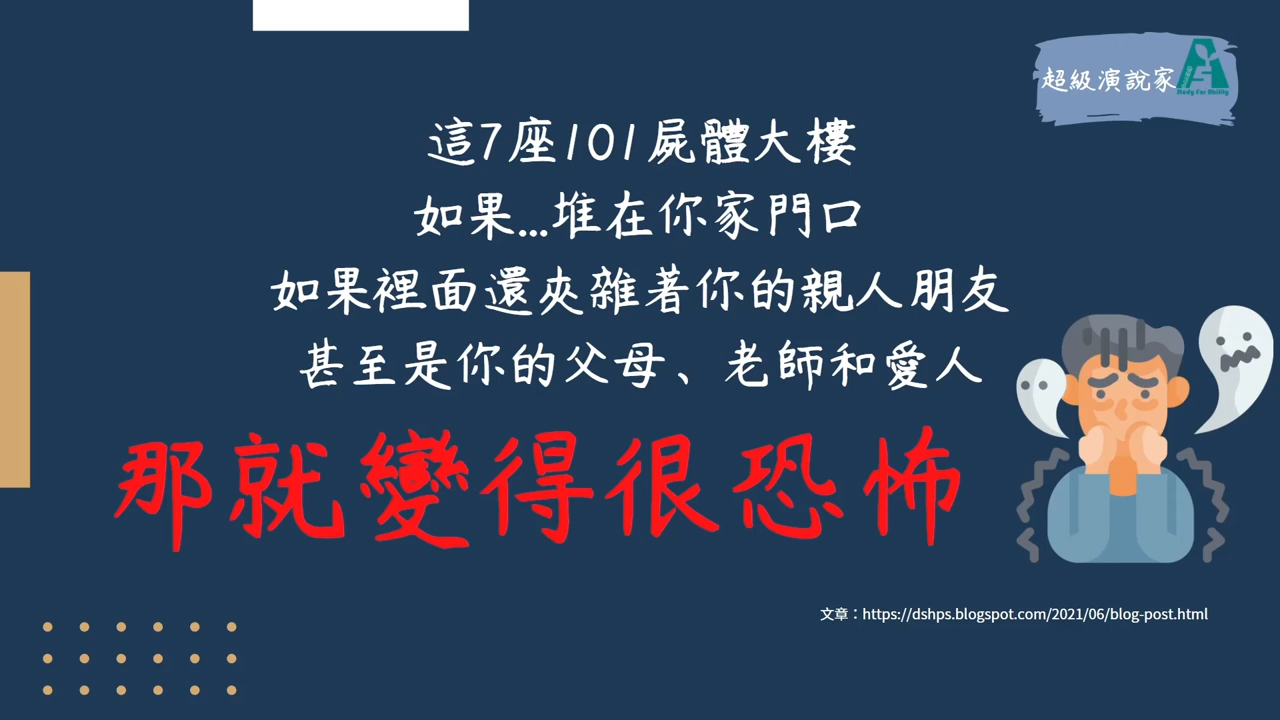 超級演說家
Ready For Ability
這7座101屍體大樓
如果...堆在你家門口
如果裡面還夾雜著你的親人朋友
甚至是你的父母、老師和愛人
那就變得很恐怖
文章：https://dshps.blogspot.com/2021/06/blog-post.html